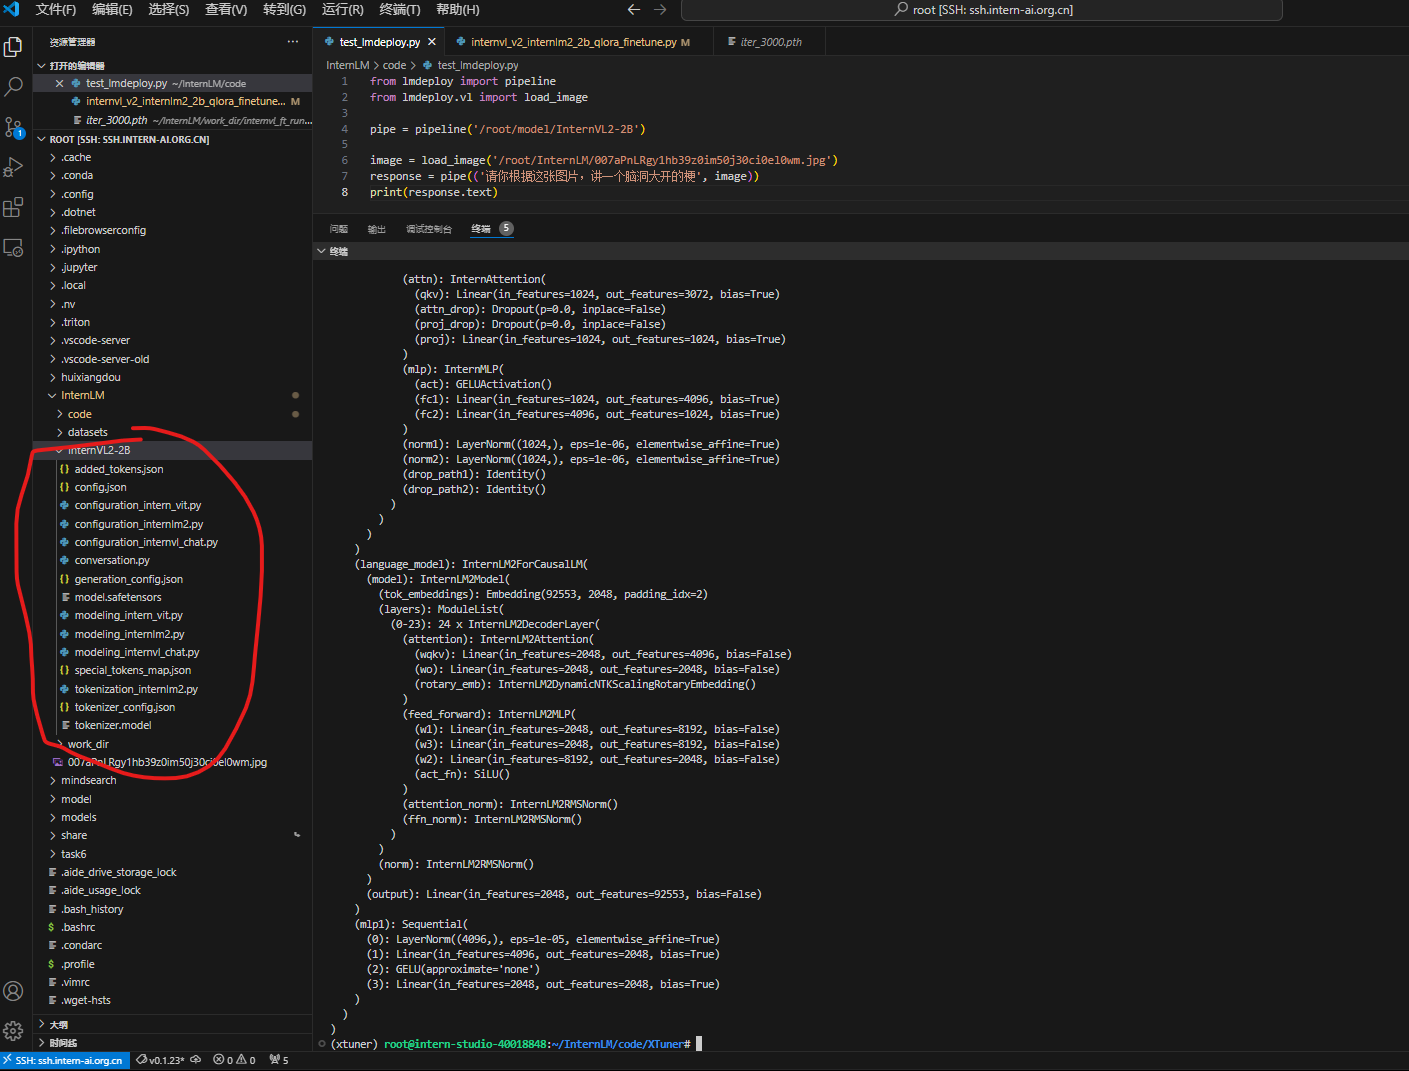 文件(F) 编辑(E) 选择(S) 查看(V) 转到(G) 运行(R) 终端(T) 帮助(H) root [SSH: ssh.intern-ai.org.cn]
资源管理器
打开的编辑器
test_lmdeploy.py ~/InternLM/code
internvl_v2_internlm2_2b_qlora_finetune... M
iter_3000.pth ~/InternLM/work_dir/internvl_ft_run...
ROOT [SSH: SSH.INTERN-AI.ORG.CN]
.cache
.conda
.config
.dotnet
.filebrowserconfig
.ipython
.jupyter
.local
.nv
.triton
.vscode-server
.vscode-server-old
huixiangdou
InternLM
code
datasets
InternVL2-2B
added_tokens.json
config.json
configuration_intern_vit.py
configuration_internlm2.py
configuration_internvl_chat.py
conversation.py
generation_config.json
model.safetensors
modeling_intern_vit.py
modeling_internlm2.py
modeling_internvl_chat.py
special_tokens_map.json
tokenization_internlm2.py
tokenizer_config.json
tokenizer.model
work_dir
007aPnLRgy1hb39z0im50j30ci0el0wm.jpg
mindsearch
model
models
share
task6
.aide_drive_storage_lock
.aide_usage_lock
.bash_history
.bashrc
.condarc
.profile
.vimrc
.wget-hsts
大纲
时间线
test_lmdeploy.py internvl_v2_internlm2_2b_qlora_finetune.py M iter_3000.pth
InternLM > code > test_lmdeploy.py
1 from lmdeploy import pipeline
2 from lmdeploy.vl import load_image
3
4 pipe = pipeline('/root/model/InternVL2-2B')
5
6 image = load_image('/root/InternLM/007aPnLRgy1hb39z0im50j30ci0el0wm.jpg')
7 response = pipe(('请你根据这张图片，讲一个脑洞大开的梗', image))
8 print(response.text)
问题 输出 调试控制台 终端 5
终端
(attn): InternAttention(
(qkv): Linear(in_features=1024, out_features=3072, bias=True)
(attn_drop): Dropout(p=0.0, inplace=False)
(proj_drop): Dropout(p=0.0, inplace=False)
(proj): Linear(in_features=1024, out_features=1024, bias=True)
)
(mlp): InternMLP(
(act): GELUActivation()
(fc1): Linear(in_features=1024, out_features=4096, bias=True)
(fc2): Linear(in_features=4096, out_features=1024, bias=True)
)
(norm1): LayerNorm((1024,), eps=1e-06, elementwise_affine=True)
(norm2): LayerNorm((1024,), eps=1e-06, elementwise_affine=True)
(drop_path1): Identity()
(drop_path2): Identity()
)
)
)
)
(language_model): InternLM2ForCausalLM(
(model): InternLM2Model(
(tok_embeddings): Embedding(92553, 2048, padding_idx=2)
(layers): ModuleList(
(0-23): 24 x InternLM2DecoderLayer(
(attention): InternLM2Attention(
(wqkv): Linear(in_features=2048, out_features=4096, bias=False)
(wo): Linear(in_features=2048, out_features=2048, bias=False)
(rotary_emb): InternLM2DynamicNTKScalingRotaryEmbedding()
)
(feed_forward): InternLM2MLP(
(w1): Linear(in_features=2048, out_features=8192, bias=False)
(w3): Linear(in_features=2048, out_features=8192, bias=False)
(w2): Linear(in_features=8192, out_features=2048, bias=False)
(act_fn): SiLU()
)
(attention_norm): InternLM2RMSNorm()
(ffn_norm): InternLM2RMSNorm()
)
)
(norm): InternLM2RMSNorm()
)
(output): Linear(in_features=2048, out_features=92553, bias=False)
)
(mlp1): Sequential(
(0): LayerNorm((4096,), eps=1e-05, elementwise_affine=True)
(1): Linear(in_features=4096, out_features=2048, bias=True)
(2): GELU(approximate='none')
(3): Linear(in_features=2048, out_features=2048, bias=True)
)
)
)
(xtuner) root@intern-studio-40018848:~/InternLM/code/XTuner#
SSH: ssh.intern-ai.org.cn v0.1.23* 0 0 5
1